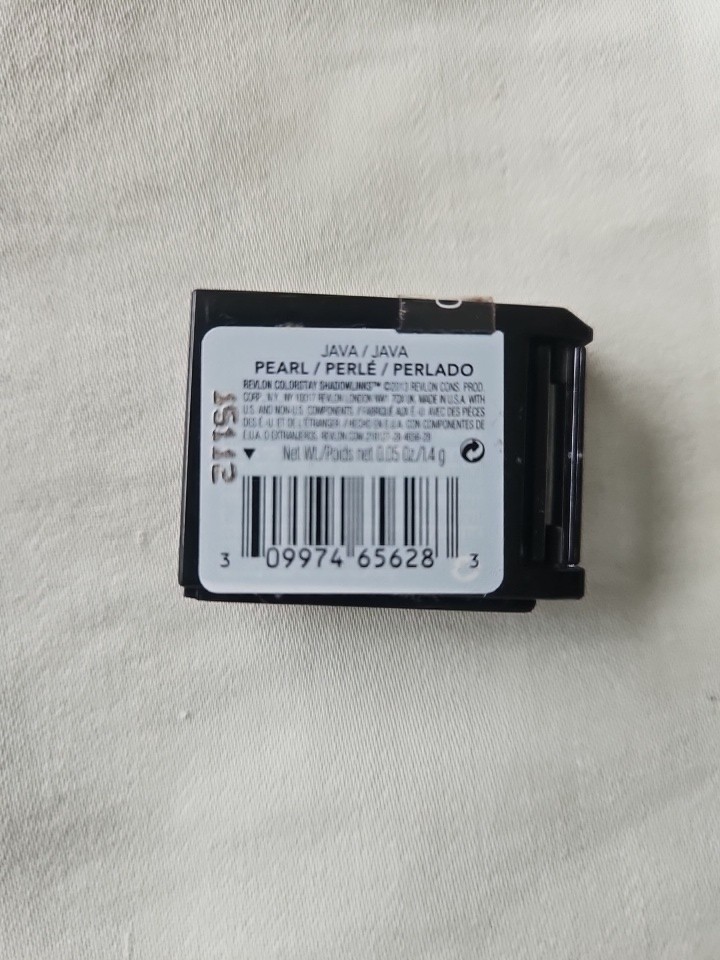 JAVA / JAVA
PEARL / PERLÉ / PERLADO
REVLON COLORSTAY SHADOWLINKS™ ©2013 REVLON CONS. PROD.
CORP., N.Y., NY 10017 REVLON LONDON NW1 7QX UK. MADE IN U.S.A. WITH
U.S. AND NON-U.S. COMPONENTS. / FABRIQUÉ AUX É.-U. AVEC DES PIÈCES
DES É.-U. ET DE L'ÉTRANGER. / HECHO EN E.U.A. CON COMPONENTES DE
E.U.A. O EXTRANJEROS. REVLON.COM
Net Wt./Poids net 0.05 Oz/1.4 g
15112
3 09974 65628 3